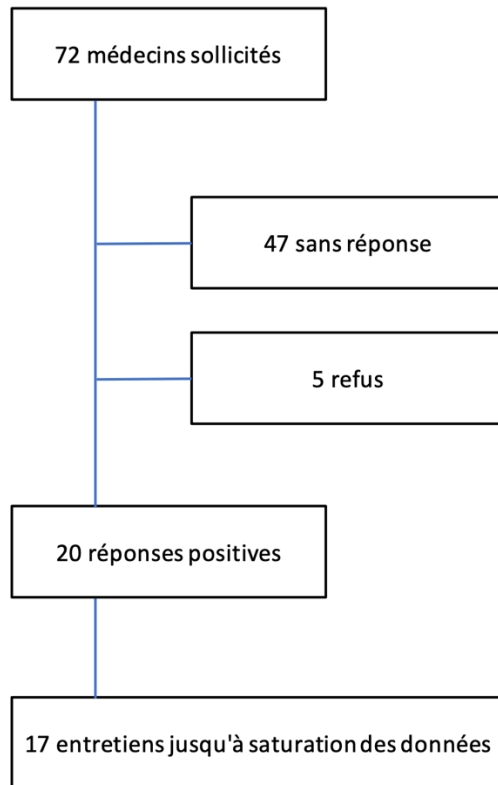 72 médecins sollicités
47 sans réponse
5 refus
20 réponses positives
17 entretiens jusqu'à saturation des données